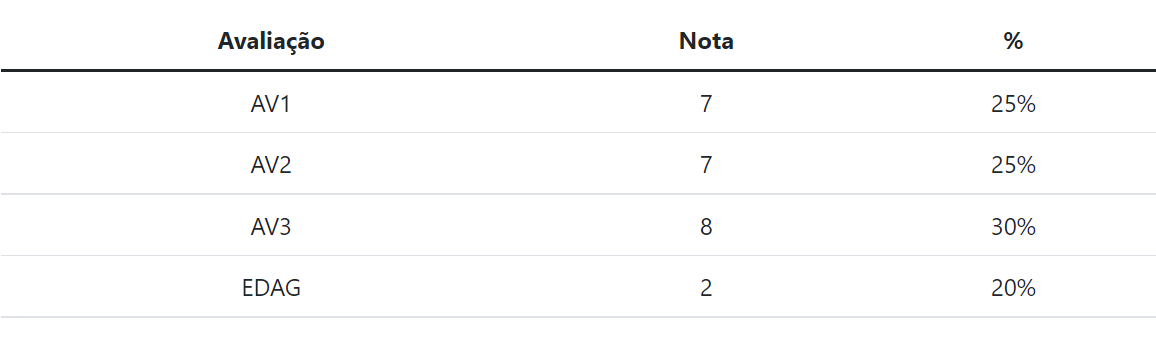 Avaliação Nota %
AV1 7 25%
AV2 7 25%
AV3 8 30%
EDAG 2 20%